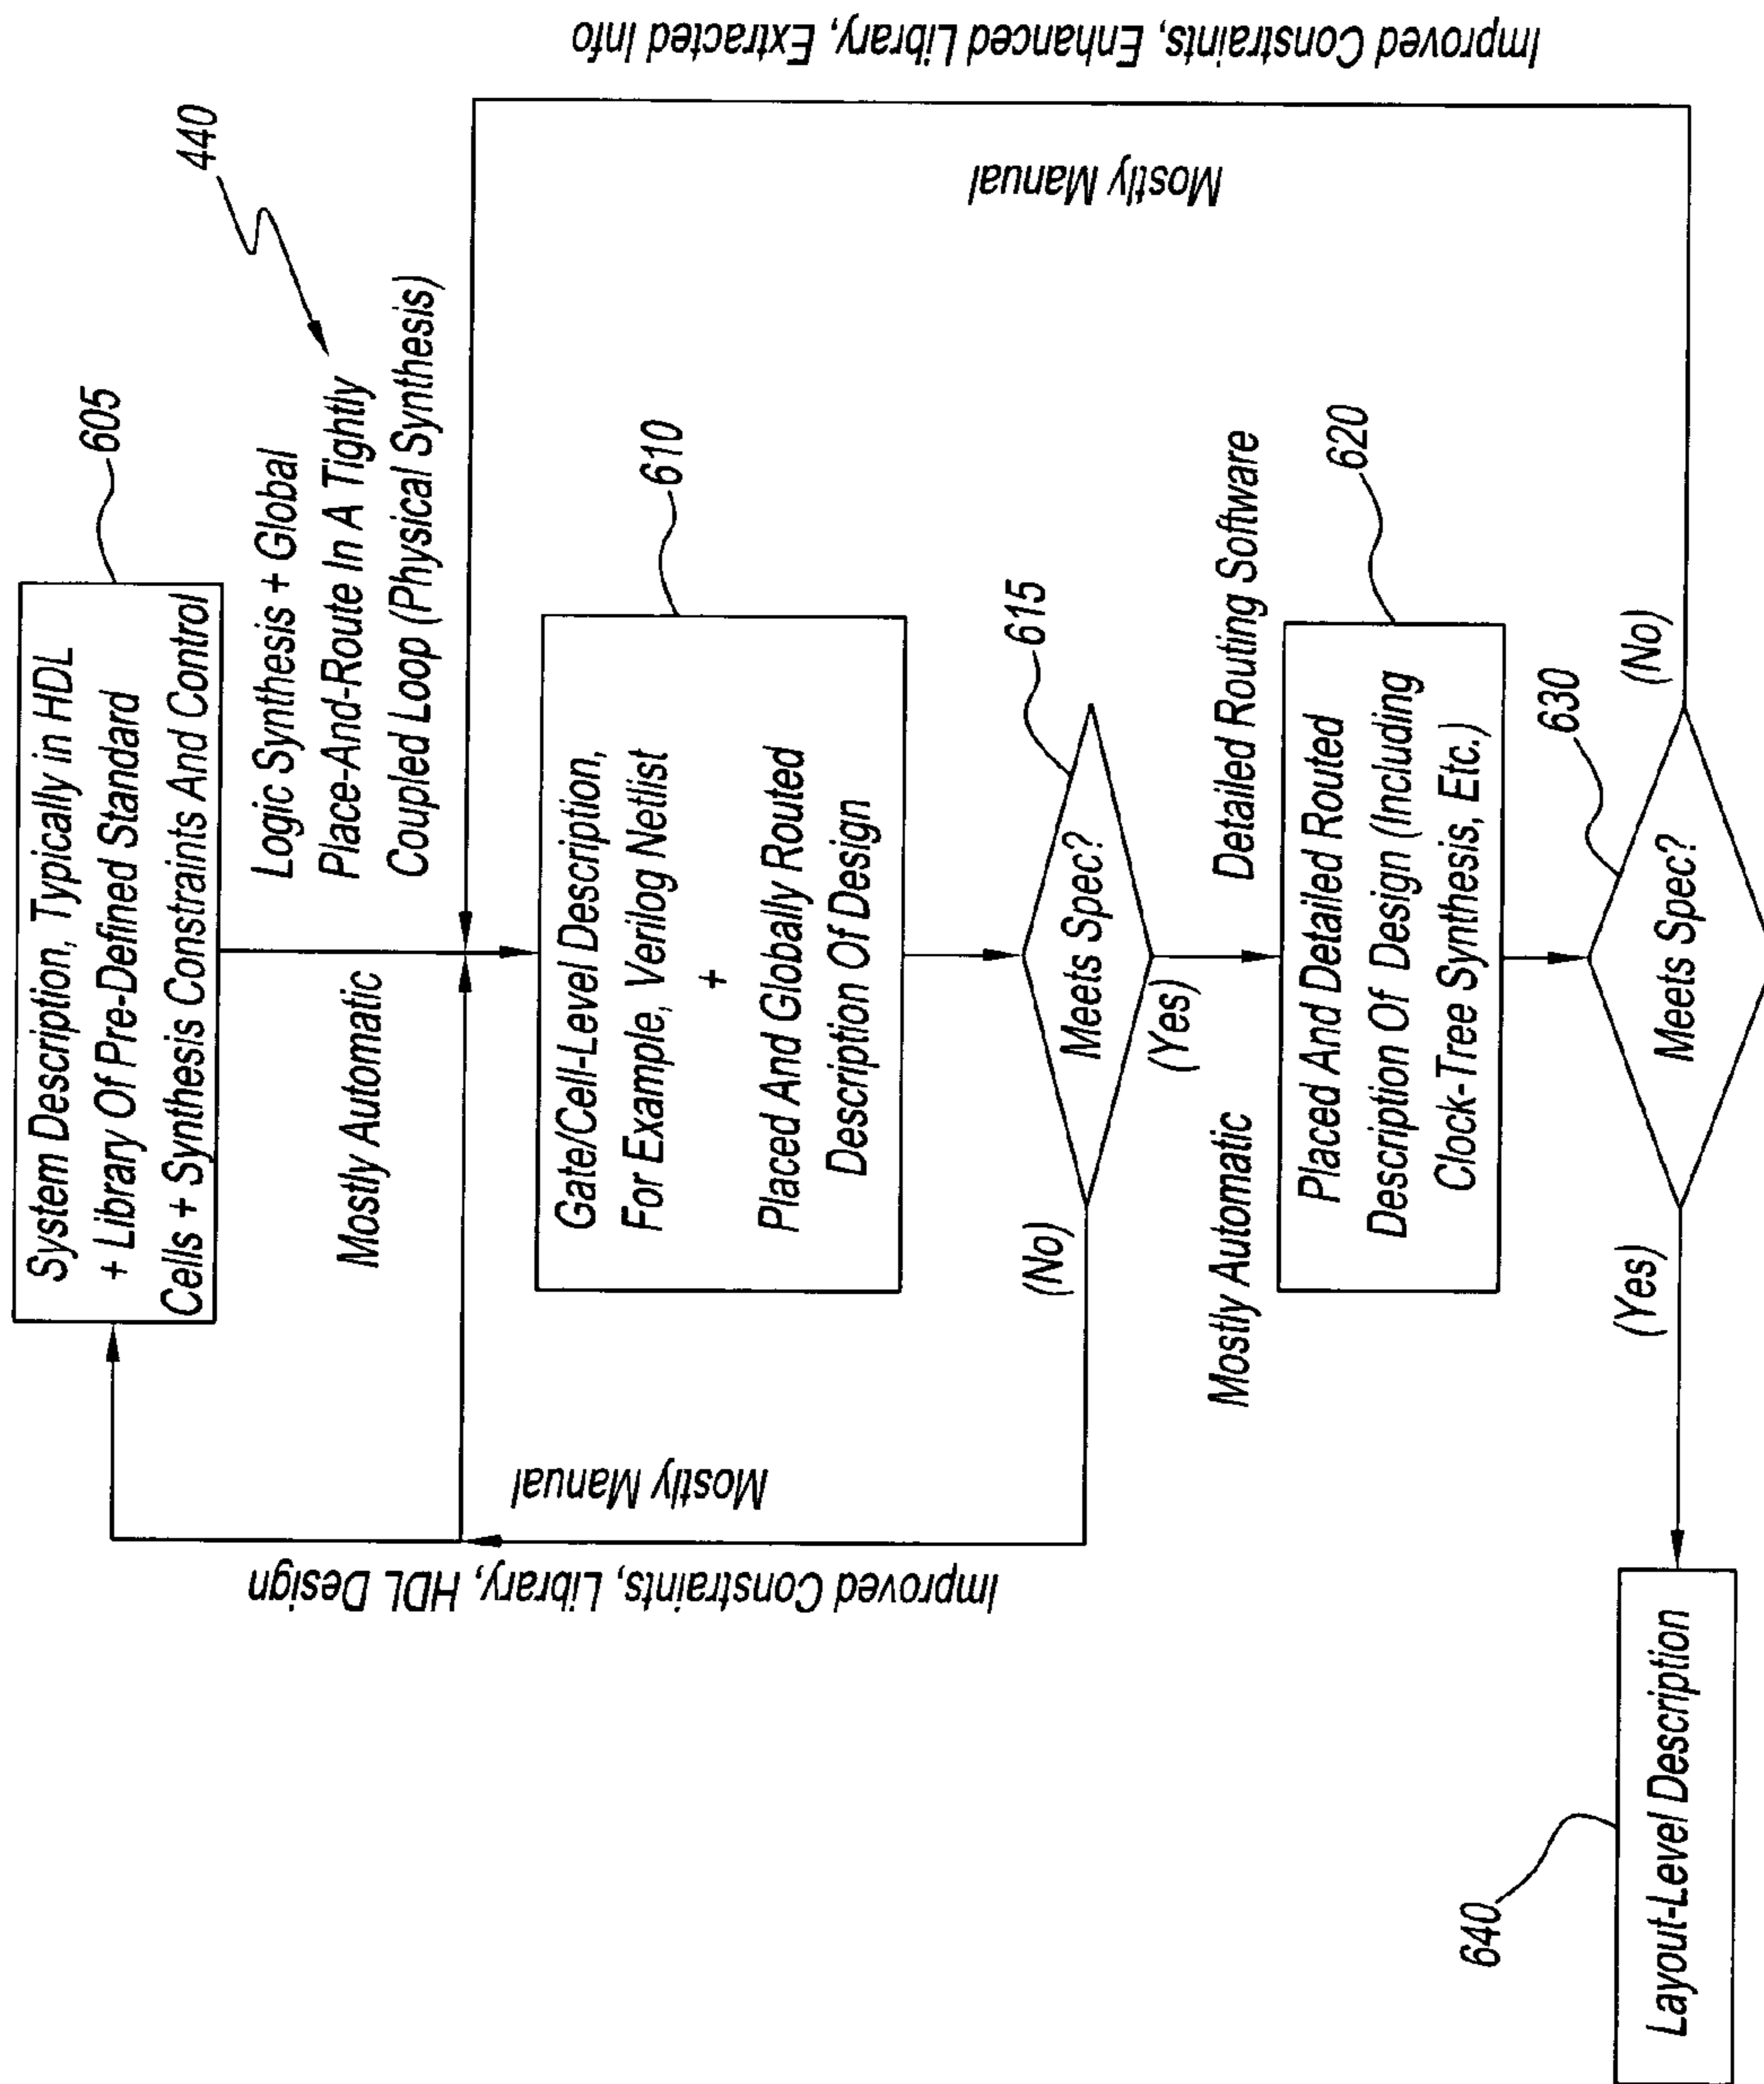 System Description, Typically in HDL
+ Library Of Pre-Defined Standard
Cells + Synthesis Constraints And Control
605
Logic Synthesis + Global
Place-And-Route In A Tightly
Coupled Loop (Physical Synthesis)
440
Mostly Automatic
Gate/Cell-Level Description,
For Example, Verilog Netlist
+
Placed And Globally Routed
Description Of Design
610
Mostly Manual
Improved Constraints, Library, HDL Design
Meets Spec?
615
(No)
(Yes)
Mostly Automatic
Detailed Routing Software
Placed And Detailed Routed
Description Of Design (Including
Clock-Tree Synthesis, Etc.)
620
Mostly Manual
Improved Constraints, Enhanced Library, Extracted Info
Meets Spec?
630
(No)
(Yes)
Layout-Level Description
640